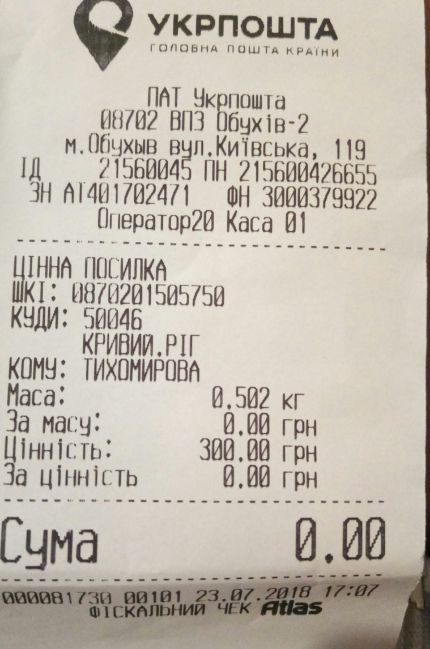 УКРПОШТА
ГОЛОВНА ПОШТА КРАЇНИ
ПАТ Укрпошта
08702 ВПЗ Обухів-2
м.Обухыв вул.Київська, 119
ІД 21560045 ПН 215600426655
ЗН АТ401702471 ФН 3000379922
Оператор20 Каса 01
ЦІННА ПОСИЛКА
ШКІ: 0870201505750
КУДИ: 50046
КРИВИЙ.РІГ
КОМУ: ТИХОМИРОВА
Маса: 0.502 кг
За масу: 0.00 грн
Цінність: 300.00 грн
За цінність 0.00 грн
Сума 0.00
000081730 00101 23.07.2018 17:07
ФІСКАЛЬНИЙ ЧЕК Atlas